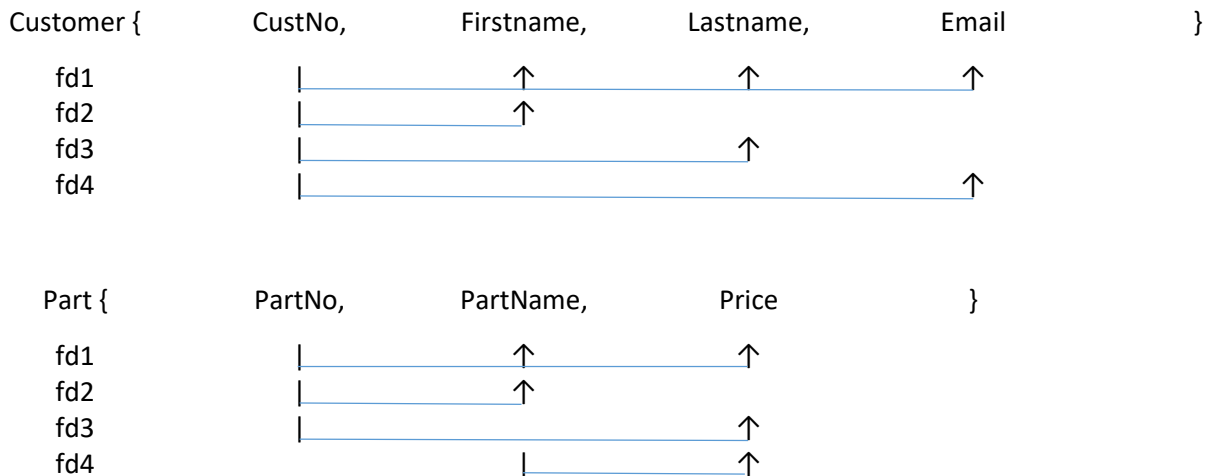 Customer { CustNo, Firstname, Lastname, Email }
fd1
fd2
fd3
fd4
Part { PartNo, PartName, Price }
fd1
fd2
fd3
fd4